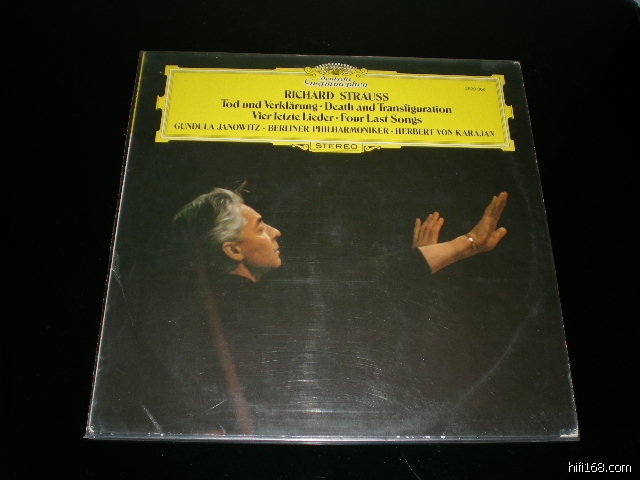 Deutsche
Grammophon
RICHARD STRAUSS
Tod und Verklärung · Death and Transfiguration
Vier letzte Lieder · Four Last Songs
GUNDULA JANOWITZ · BERLINER PHILHARMONIKER · HERBERT VON KARAJAN
STEREO
hifi168.com